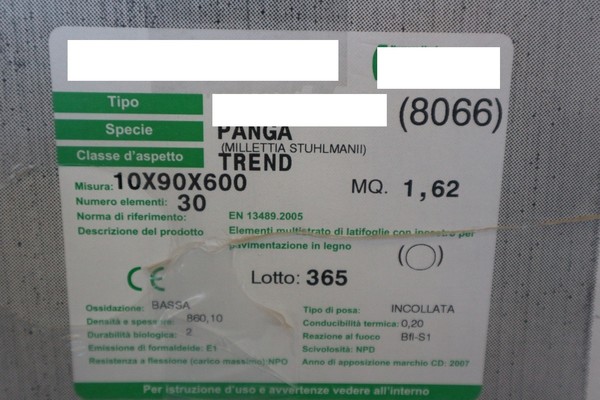 Tipo
(8066)
Specie PANGA
(MILLETTIA STUHLMANII)
Classe d'aspetto TREND
Misura: 10X90X600 MQ. 1,62
Numero elementi: 30
Norma di riferimento: EN 13489.2005
Descrizione del prodotto Elementi multistrato di latifoglie con incastro per
pavimentazione in legno
CE Lotto: 365
Ossidazione: BASSA Tipo di posa: INCOLLATA
Densità e spess 860,10 Conducibilità termica: 0,20
Durabilità biologica: 2 Reazione al fuoco Bfl-S1
Emissione di formaldeide: E1 Scivolosità: NPD
Resistenza a flessione (carico massimo) NPD Anno di apposizione marchio CD: 2007
Per istruzione d'uso e avvertenze vedere all'interno